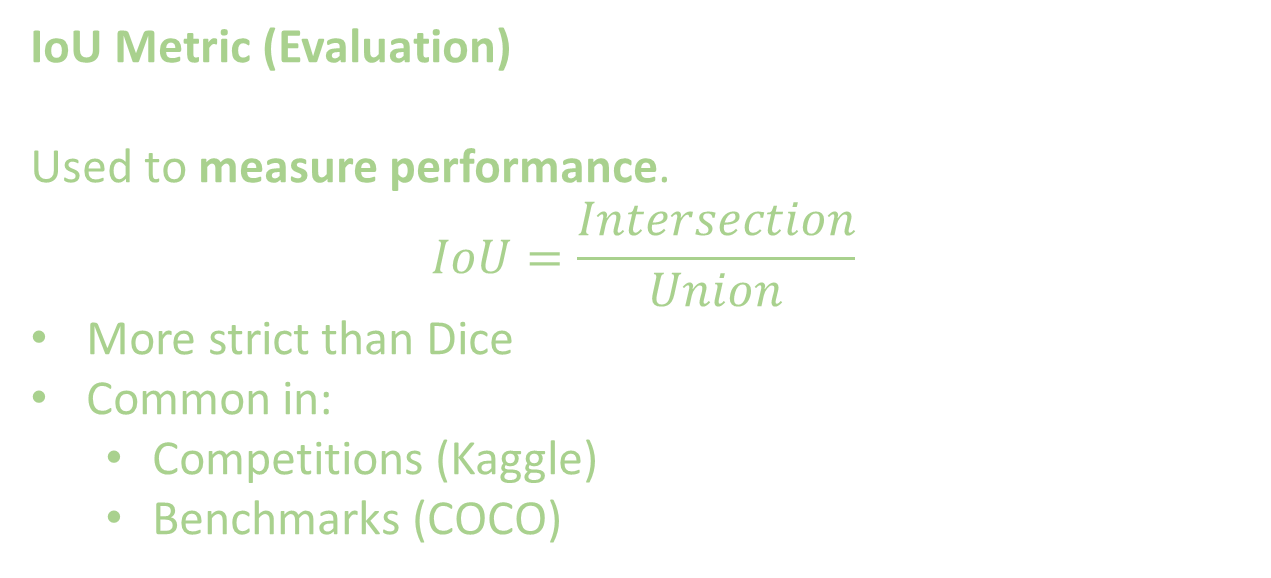 IoU Metric (Evaluation)
Used to measure performance.
IoU = Intersection / Union
• More strict than Dice
• Common in:
• Competitions (Kaggle)
• Benchmarks (COCO)